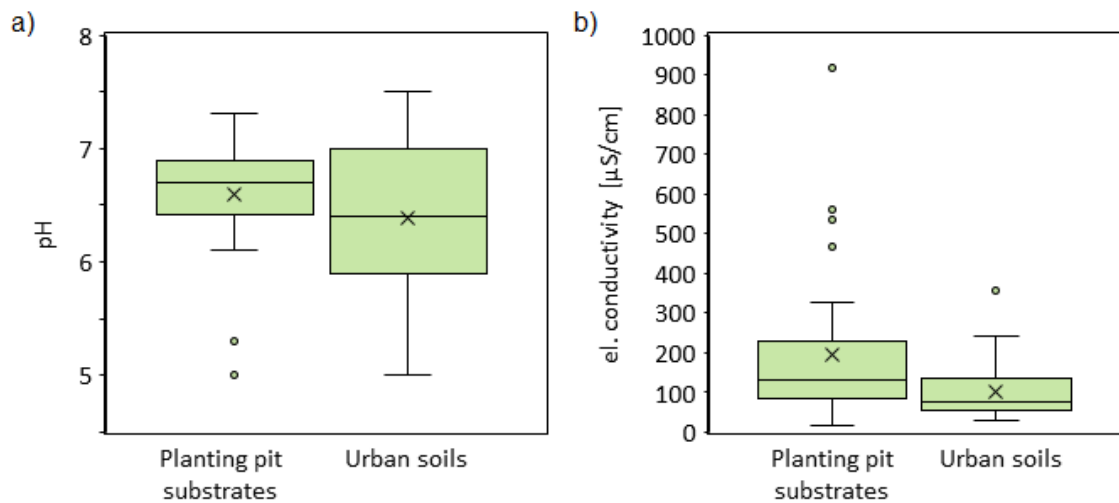 a)
8
7
6
5
pH
Planting pit
substrates
Urban soils
b)
1000
900
800
700
600
500
400
300
200
100
0
el. conductivity [µS/cm]
Planting pit
substrates
Urban soils